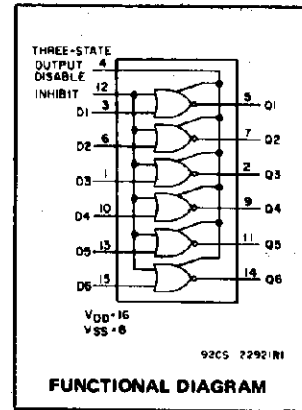 THREE-STATE
OUTPUT 4
DISABLE
INHIBIT 12
D1 3 5 Q1
D2 6 7 Q2
D3 1 2 Q3
D4 10 9 Q4
D5 13 11 Q5
D6 15 14 Q6
VDD=16
VSS=8
92CS 22921R1
FUNCTIONAL DIAGRAM